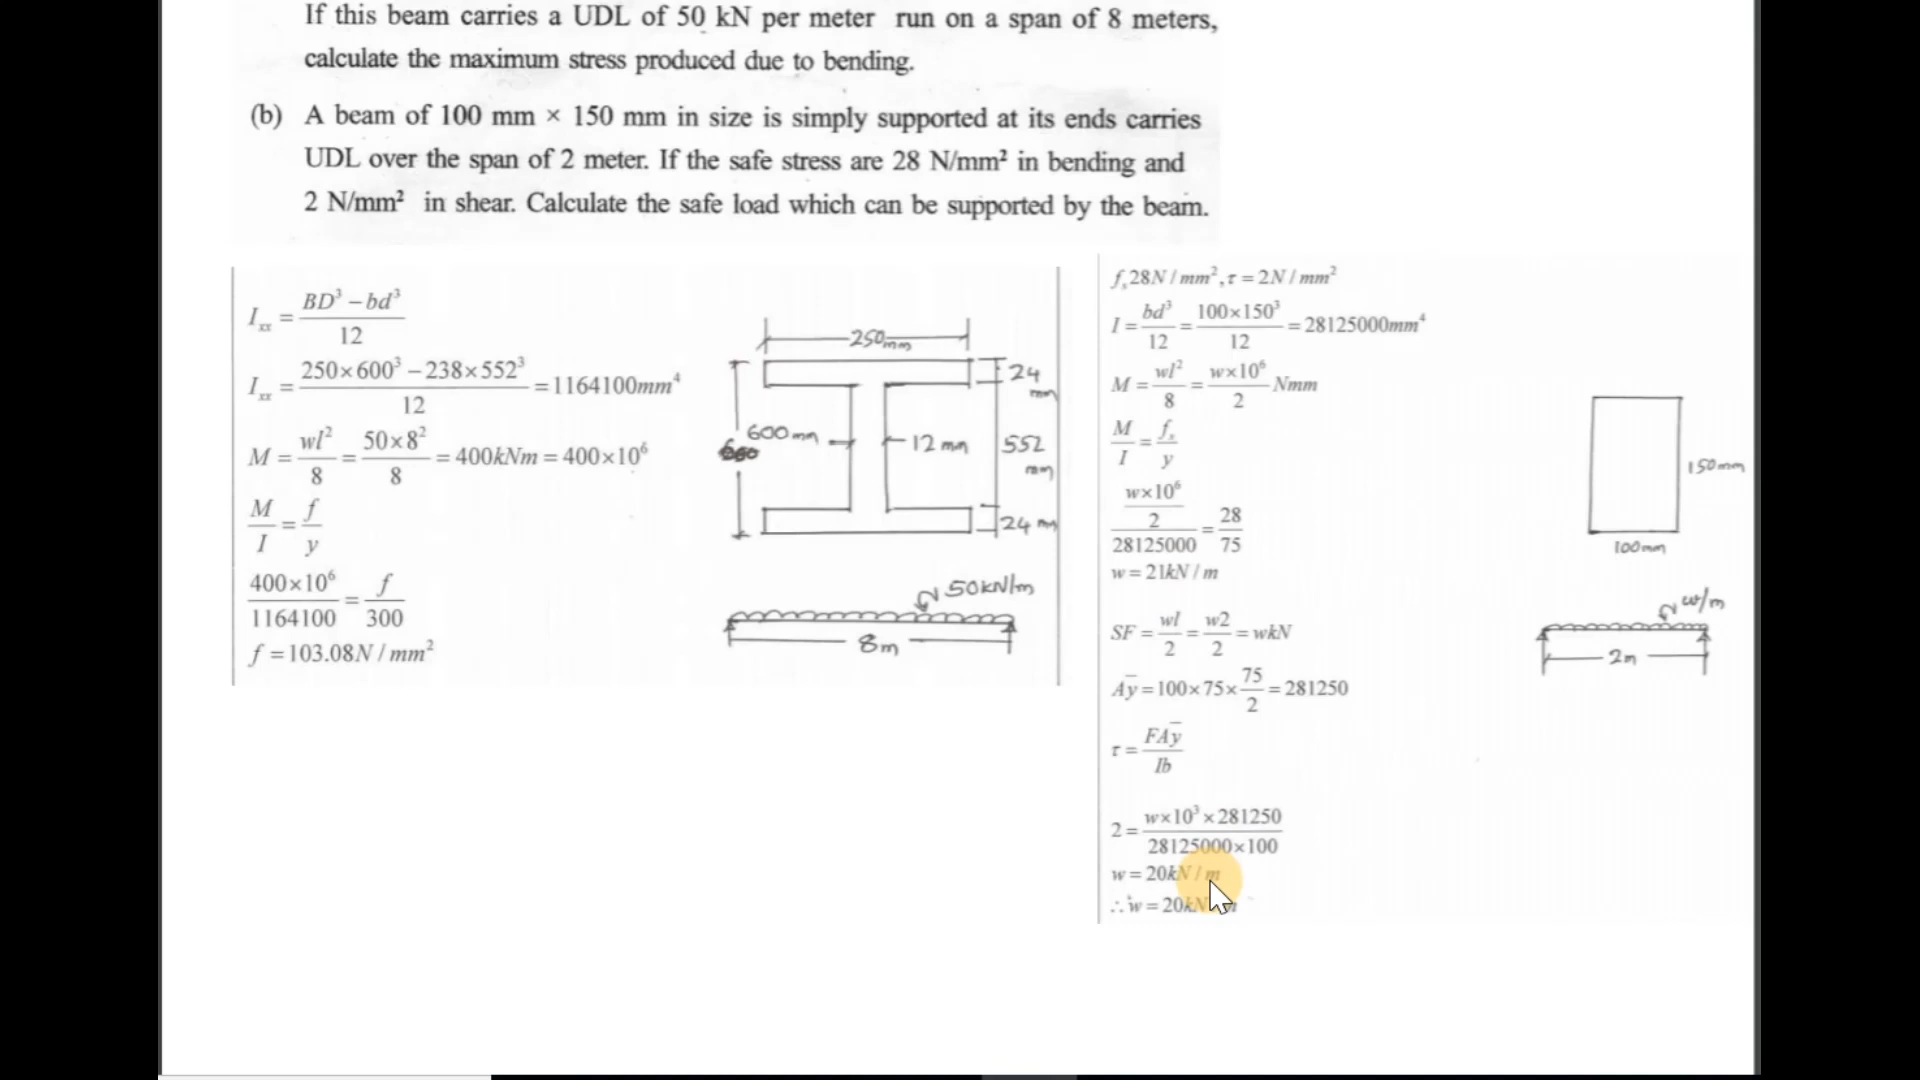 If this beam carries a UDL of 50 kN per meter run on a span of 8 meters,
calculate the maximum stress produced due to bending.
(b) A beam of 100 mm × 150 mm in size is simply supported at its ends carries
UDL over the span of 2 meter. If the safe stress are 28 N/mm² in bending and
2 N/mm² in shear. Calculate the safe load which can be supported by the beam.
I_xx = (BD³ − bd³)/12
I_xx = (250×600³ − 238×552³)/12 = 1164100mm⁴
M = wl²/8 = 50×8²/8 = 400kNm = 400×10⁶
M/I = f/y
400×10⁶/1164100 = f/300
f = 103.08N/mm²
250mm
24 mm
600mm
12 mm
552 mm
24 m
50kN/m
8m
f_s 28N/mm², τ = 2N/mm²
I = bd³/12 = 100×150³/12 = 28125000mm⁴
M = wl²/8 = w×10⁶/2 Nmm
M/I = f_s/y
(w×10⁶/2)/28125000 = 28/75
w = 21kN/m
SF = wl/2 = w2/2 = wkN
Aȳ = 100×75×75/2 = 281250
τ = FAȳ/Ib
2 = w×10³×281250/28125000×100
w = 20kN/m
∴ w = 20kN
150mm
100mm
w/m
2m